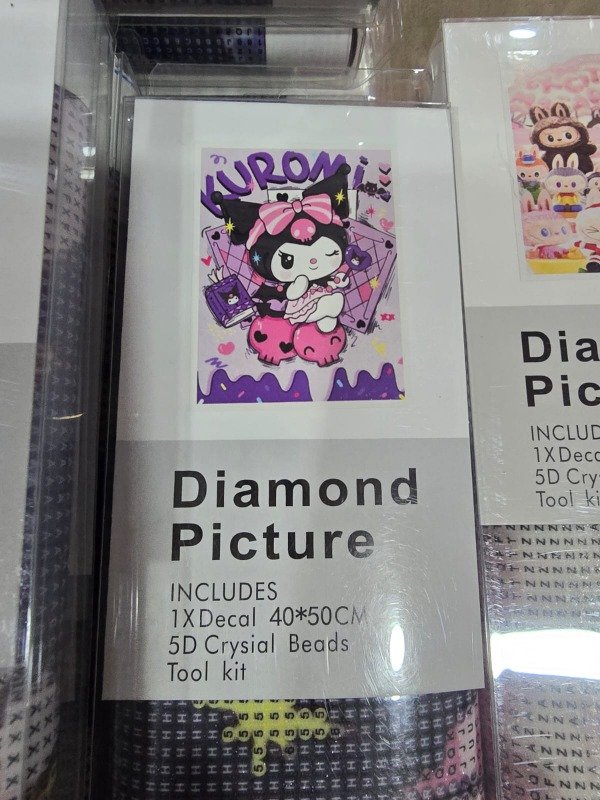 KUROMI
Diamond
Picture
INCLUDES
1XDecal 40*50CM
5D Crysial Beads
Tool kit
Dia
Pic
INCLUD
1XDeca
5D Cry
Tool ki